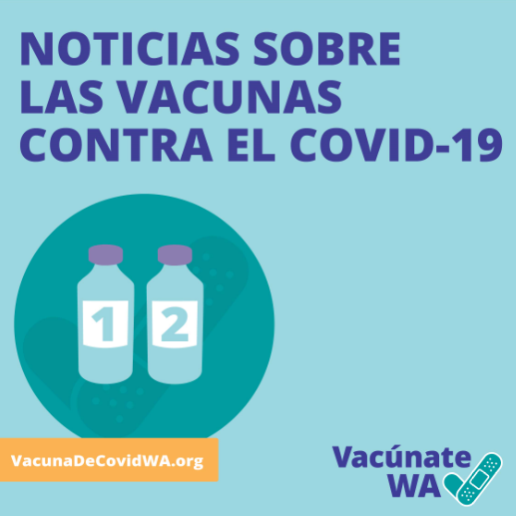 NOTICIAS SOBRE
LAS VACUNAS
CONTRA EL COVID-19
1 2
VacunaDeCovidWA.org
Vacúnate
WA